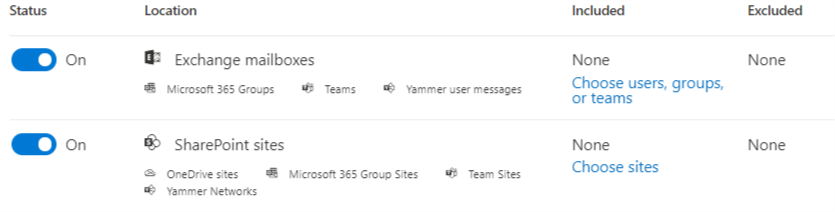 Status Location Included Excluded
On Exchange mailboxes None None
Microsoft 365 Groups Teams Yammer user messages Choose users, groups,
or teams
On SharePoint sites None None
OneDrive sites Microsoft 365 Group Sites Team Sites Choose sites
Yammer Networks